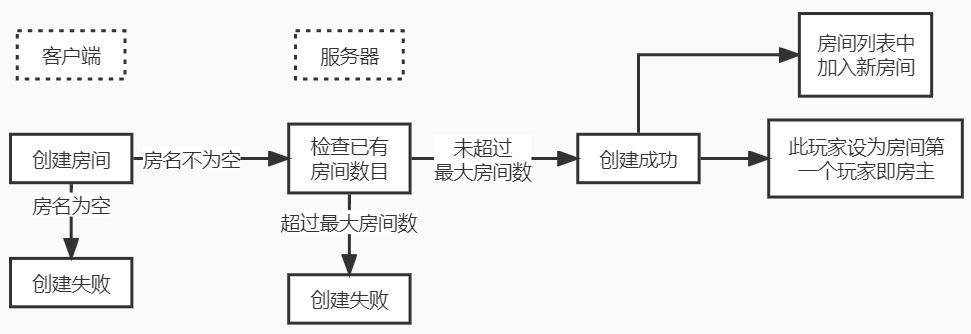 客户端
服务器
房间列表中
加入新房间
创建房间
房名不为空
检查已有
房间数目
未超过
最大房间数
创建成功
此玩家设为房间第
一个玩家即房主
房名为空
超过最大房间数
创建失败
创建失败